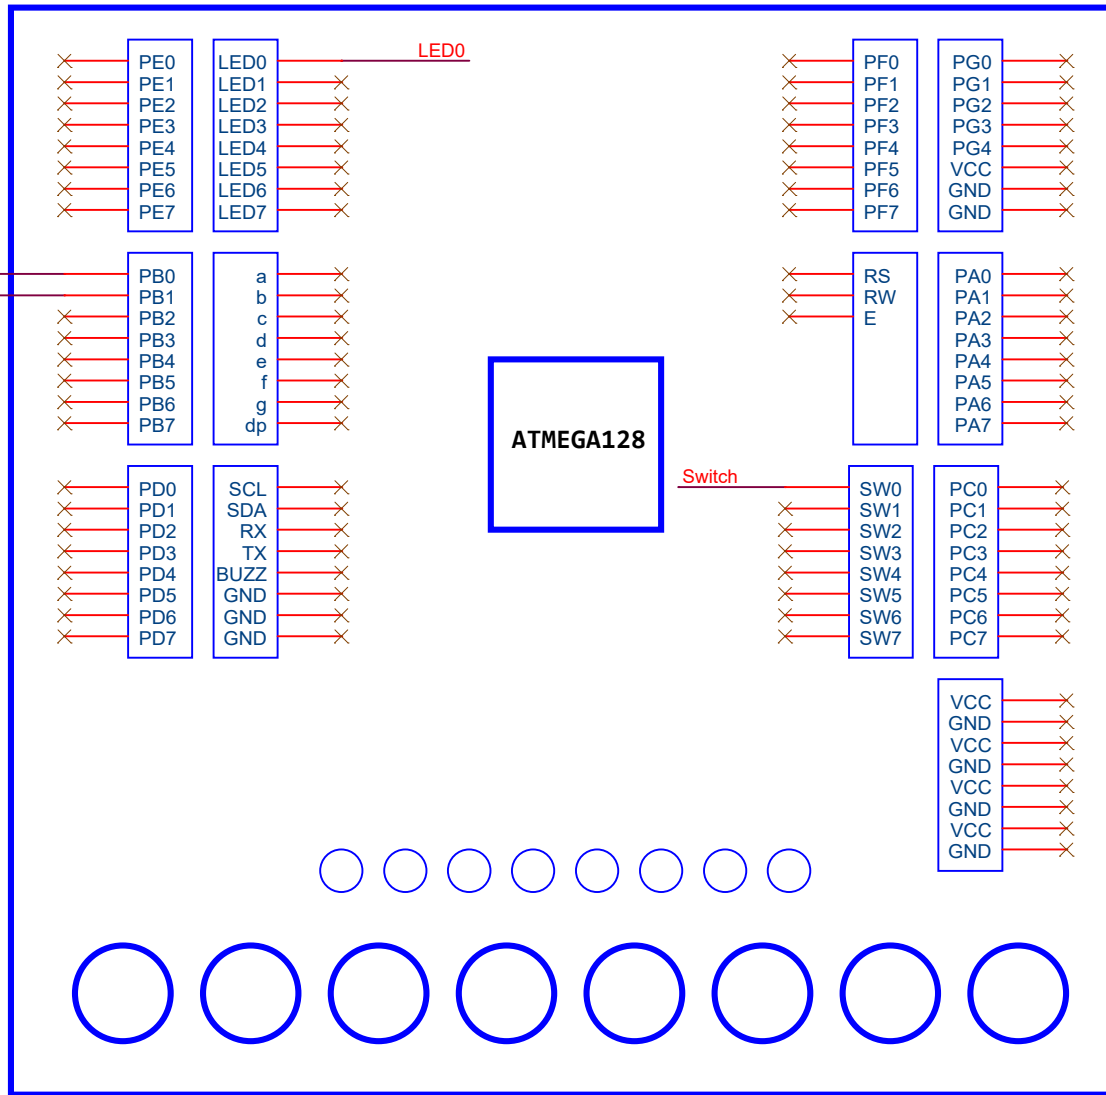 LED0
PE0
PE1
PE2
PE3
PE4
PE5
PE6
PE7
LED0
LED1
LED2
LED3
LED4
LED5
LED6
LED7
PF0
PF1
PF2
PF3
PF4
PF5
PF6
PF7
PG0
PG1
PG2
PG3
PG4
VCC
GND
GND
PB0
PB1
PB2
PB3
PB4
PB5
PB6
PB7
a
b
c
d
e
f
g
dp
RS
RW
E
PA0
PA1
PA2
PA3
PA4
PA5
PA6
PA7
ATMEGA128
PD0
PD1
PD2
PD3
PD4
PD5
PD6
PD7
SCL
SDA
RX
TX
BUZZ
GND
GND
GND
Switch
SW0
SW1
SW2
SW3
SW4
SW5
SW6
SW7
PC0
PC1
PC2
PC3
PC4
PC5
PC6
PC7
VCC
GND
VCC
GND
VCC
GND
VCC
GND